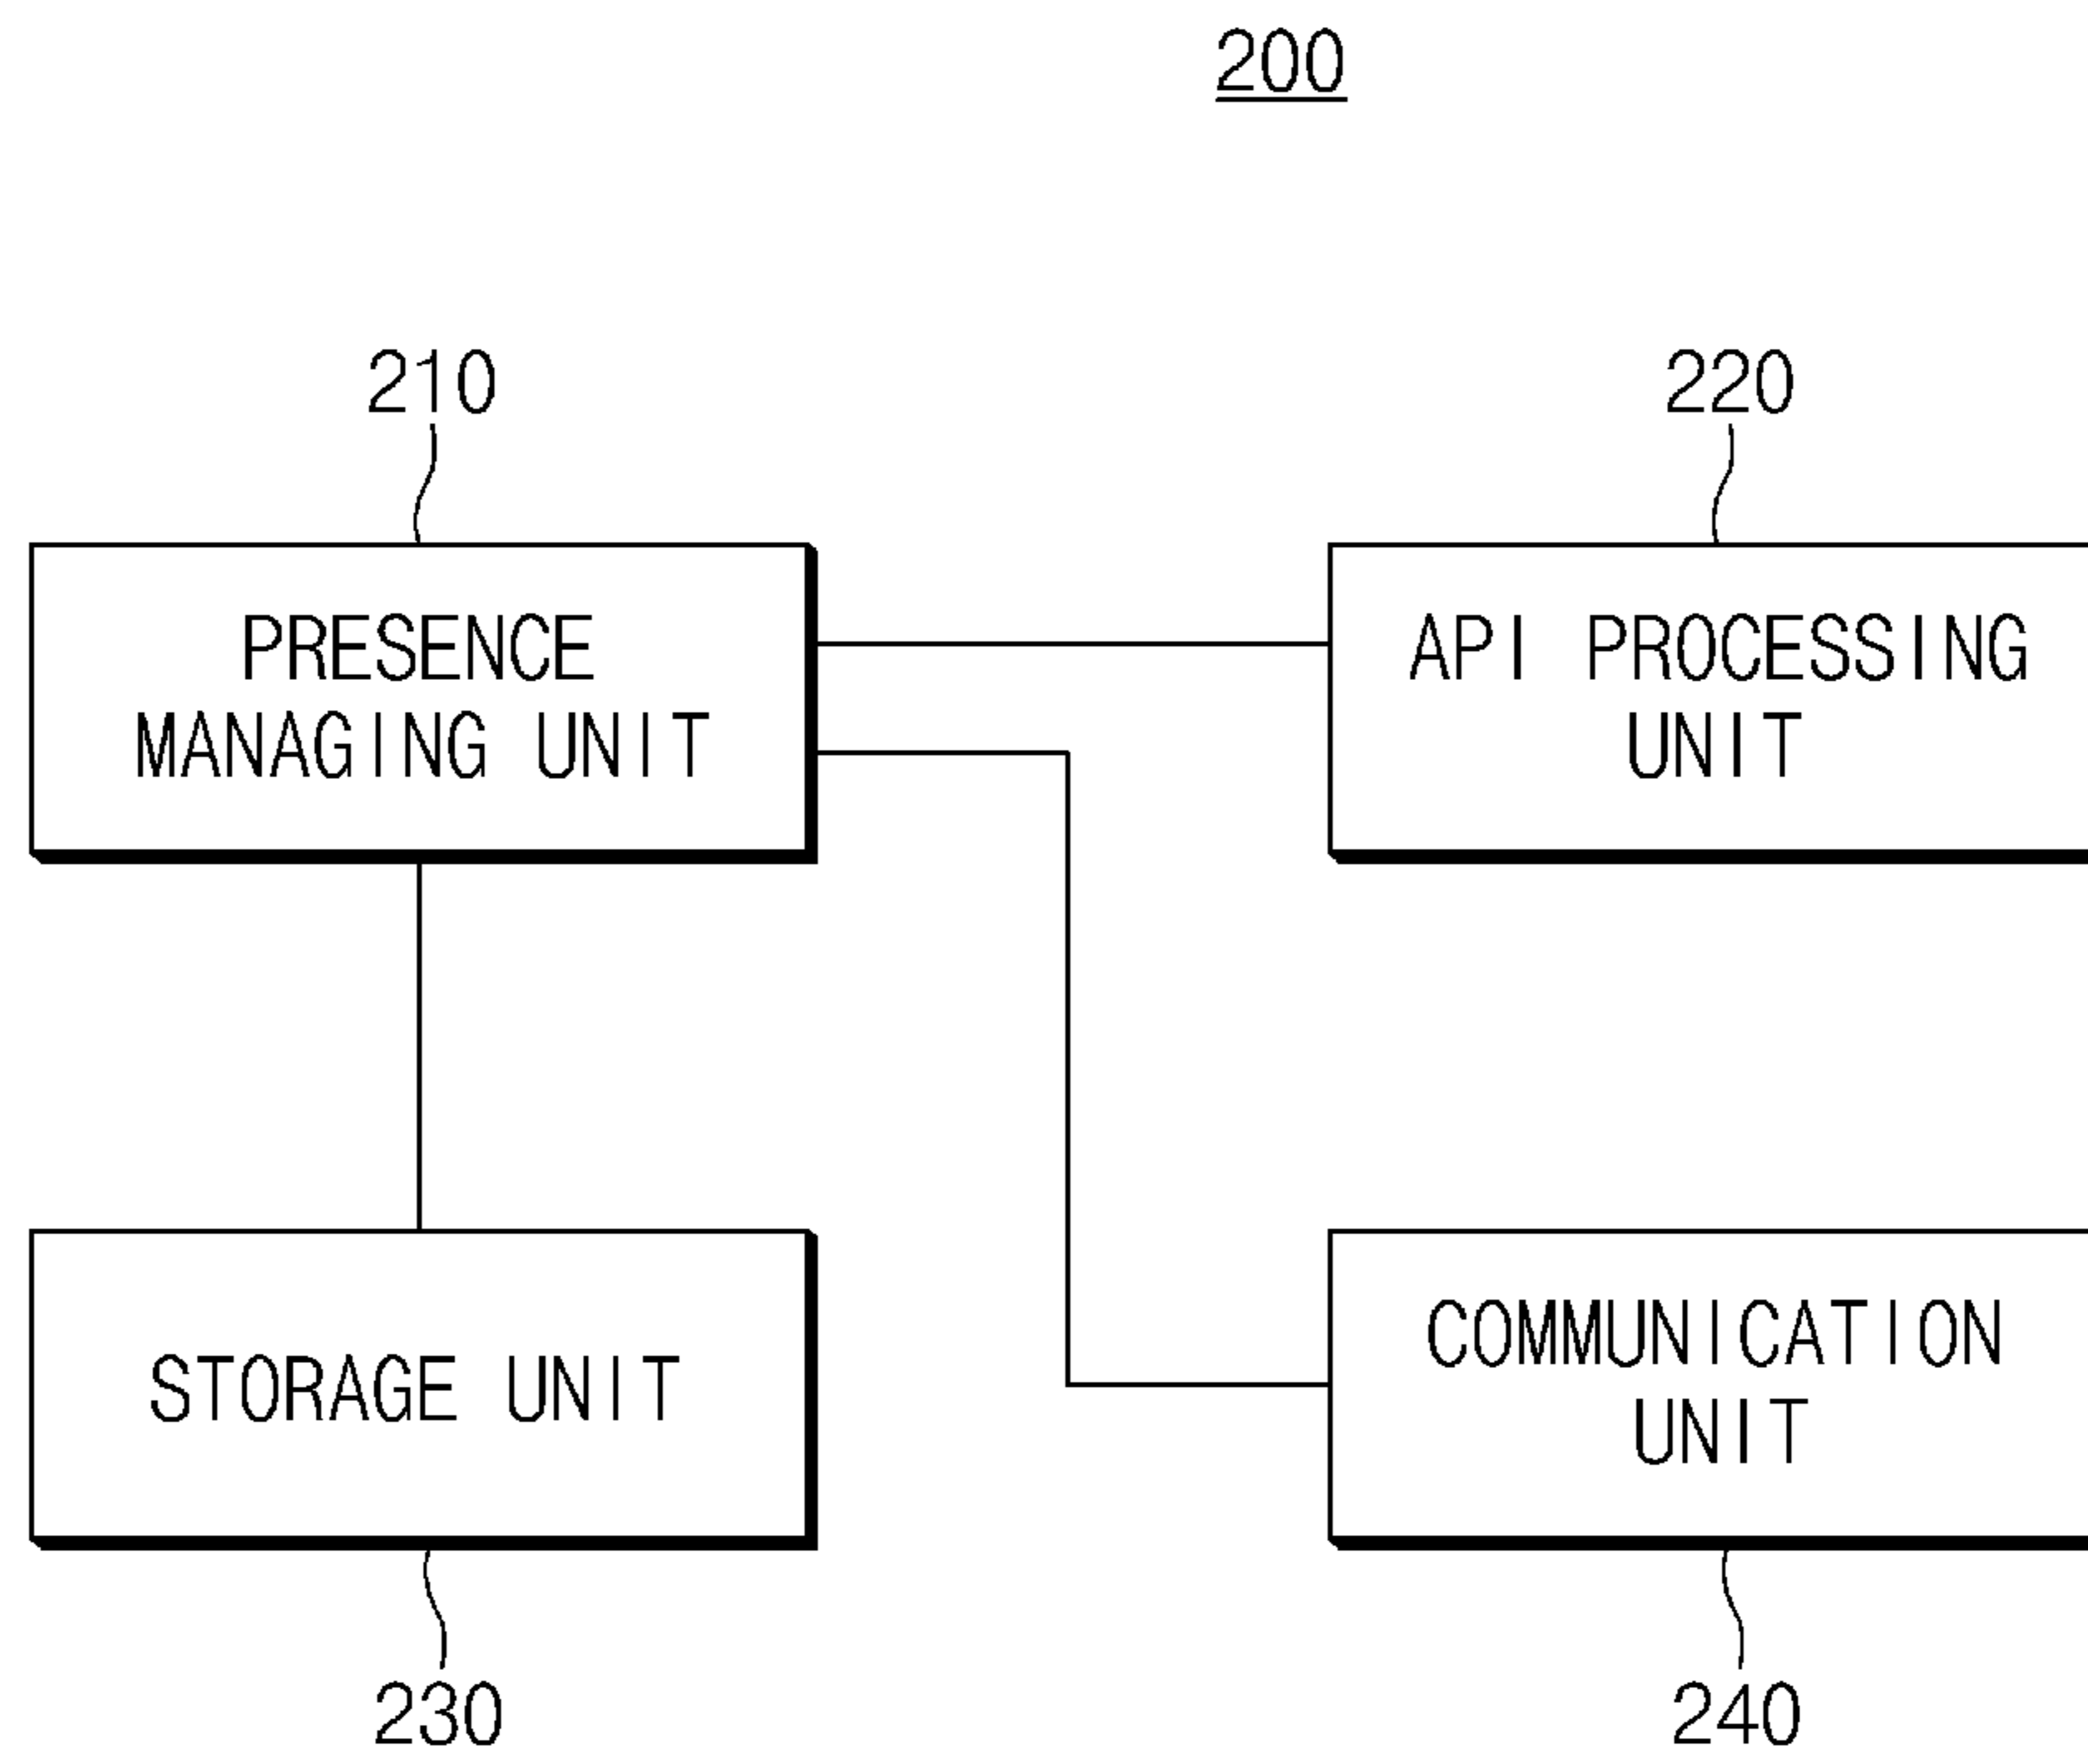 200
210
220
PRESENCE
MANAGING UNIT
API PROCESSING
UNIT
STORAGE UNIT
COMMUNICATION
UNIT
230
240